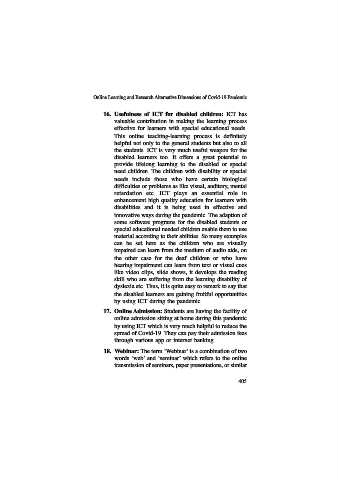 Online Learning and Research Alternative Dimensions of Covid-19 Pandemic
16. Usefulness of ICT for disabled children: ICT has
valuable contribution in making the learning process
effective for learners with special educational needs.
This online teaching-learning process is definitely
helpful not only to the general students but also to all
the students. ICT is very much useful weapon for the
disabled learners too. It offers a great potential to
provide lifelong learning to the disabled or special
need children. The children with disability or special
needs include those who have certain biological
difficulties or problems as like visual, auditory, mental
retardation etc. ICT plays an essential role in
enhancement high quality education for learners with
disabilities and it is being used in effective and
innovative ways during the pandemic. The adaption of
some software programs for the disabled students or
special educational needed children enable them to use
material according to their abilities. So many examples
can be set here as the children who are visually
impaired can learn from the medium of audio aids, on
the other case for the deaf children or who have
hearing impairment can learn from text or visual cues
like video clips, slide shows, it develops the reading
skill who are suffering from the learning disability of
dyslexia etc. Thus, it is quite easy to remark to say that
the disabled learners are gaining fruitful opportunities
by using ICT during the pandemic.
17. Online Admission: Students are having the facility of
online admission sitting at home during this pandemic
by using ICT which is very much helpful to reduce the
spread of Covid-19. They can pay their admission fees
through various app or internet banking.
18. Webinar: The term 'Webinar' is a combination of two
words 'web' and 'seminar' which refers to the online
transmission of seminars, paper presentations, or similar
405